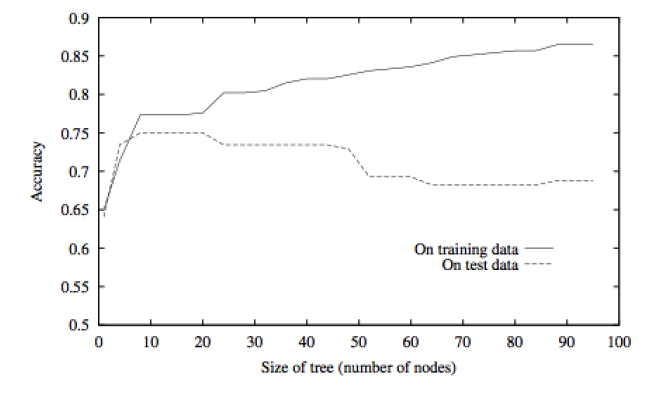 0.9
0.85
0.8
0.75
0.7
0.65
0.6
0.55
0.5
Accuracy
On training data
On test data
0 10 20 30 40 50 60 70 80 90 100
Size of tree (number of nodes)